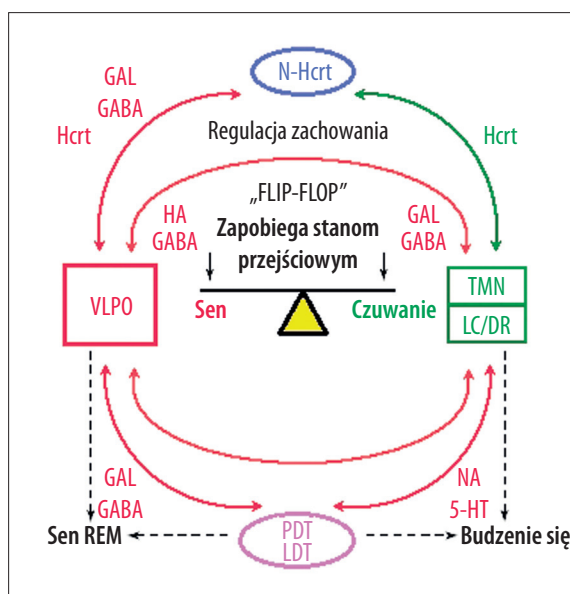 N-Hcrt
GAL
GABA
Hcrt
Hcrt
Regulacja zachowania
„FLIP-FLOP”
HA
GABA
Zapobiega stanom
przejściowym
GAL
GABA
VLPO
Sen
Czuwanie
TMN
LC/DR
GAL
GABA
NA
5-HT
Sen REM
PDT
LDT
Budzenie się